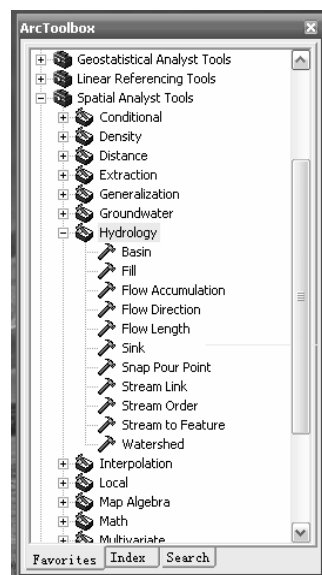 ArcToolbox
Geostatistical Analyst Tools
Linear Referencing Tools
Spatial Analyst Tools
Conditional
Density
Distance
Extraction
Generalization
Groundwater
Hydrology
Basin
Fill
Flow Accumulation
Flow Direction
Flow Length
Sink
Snap Pour Point
Stream Link
Stream Order
Stream to Feature
Watershed
Interpolation
Local
Map Algebra
Math
Multivariate
Favorites Index Search